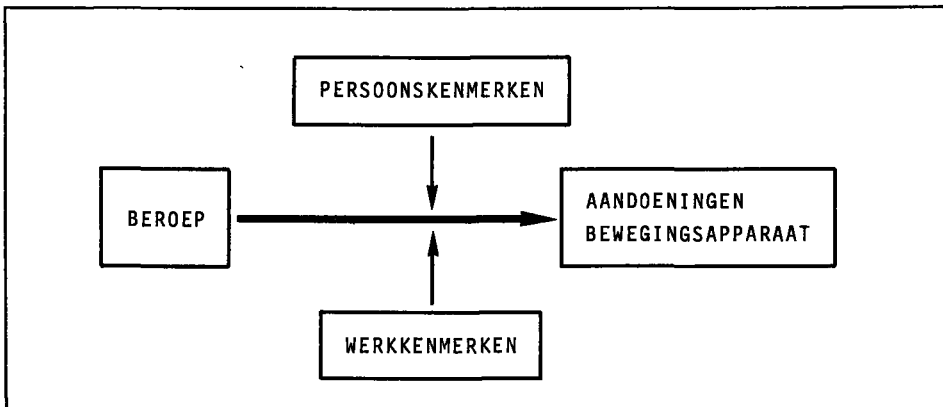 PERSOONSKENMERKEN
BEROEP
AANDOENINGEN
BEWEGINGSAPPARAAT
WERKKENMERKEN